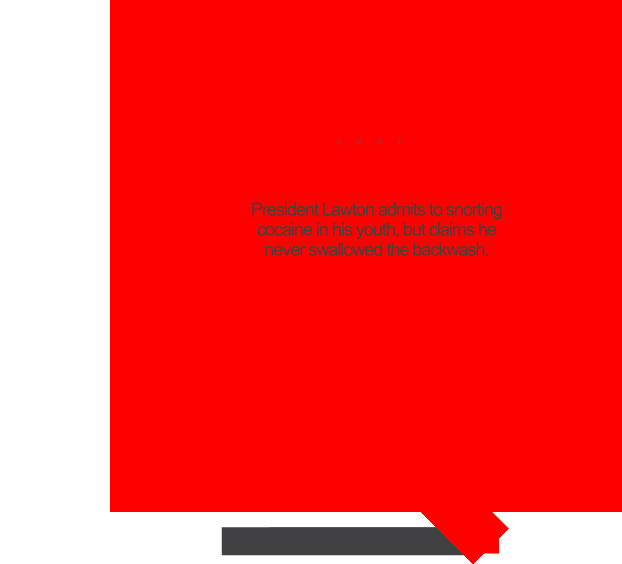 President Lawton admits to snorting
cocaine in his youth, but claims he
never swallowed the backwash.